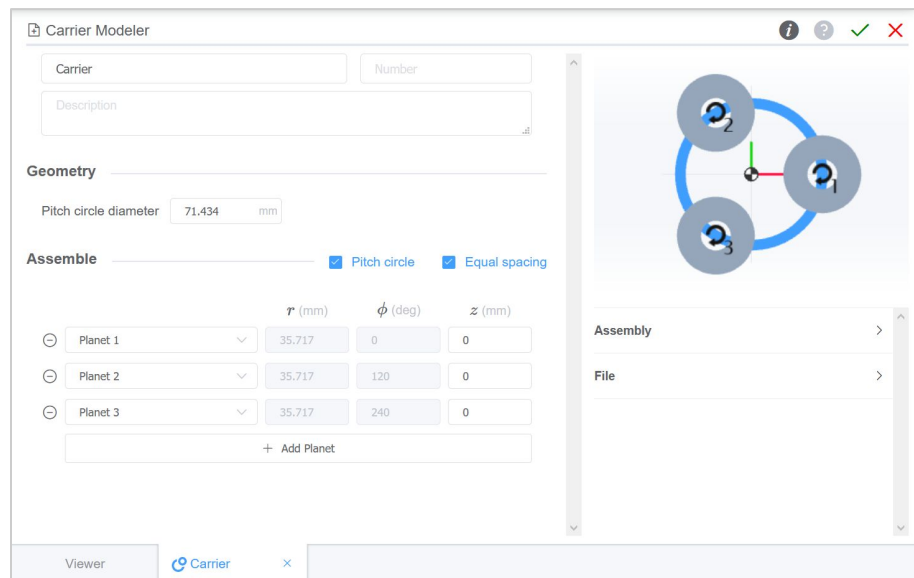 Carrier Modeler
i ?
Carrier Number
Description
Geometry
Pitch circle diameter 71.434 mm
Assemble Pitch circle Equal spacing
r (mm) ϕ (deg) z (mm)
Planet 1 35.717 0 0
Planet 2 35.717 120 0
Planet 3 35.717 240 0
+ Add Planet
2
1
3
Assembly
File
Viewer Carrier ×